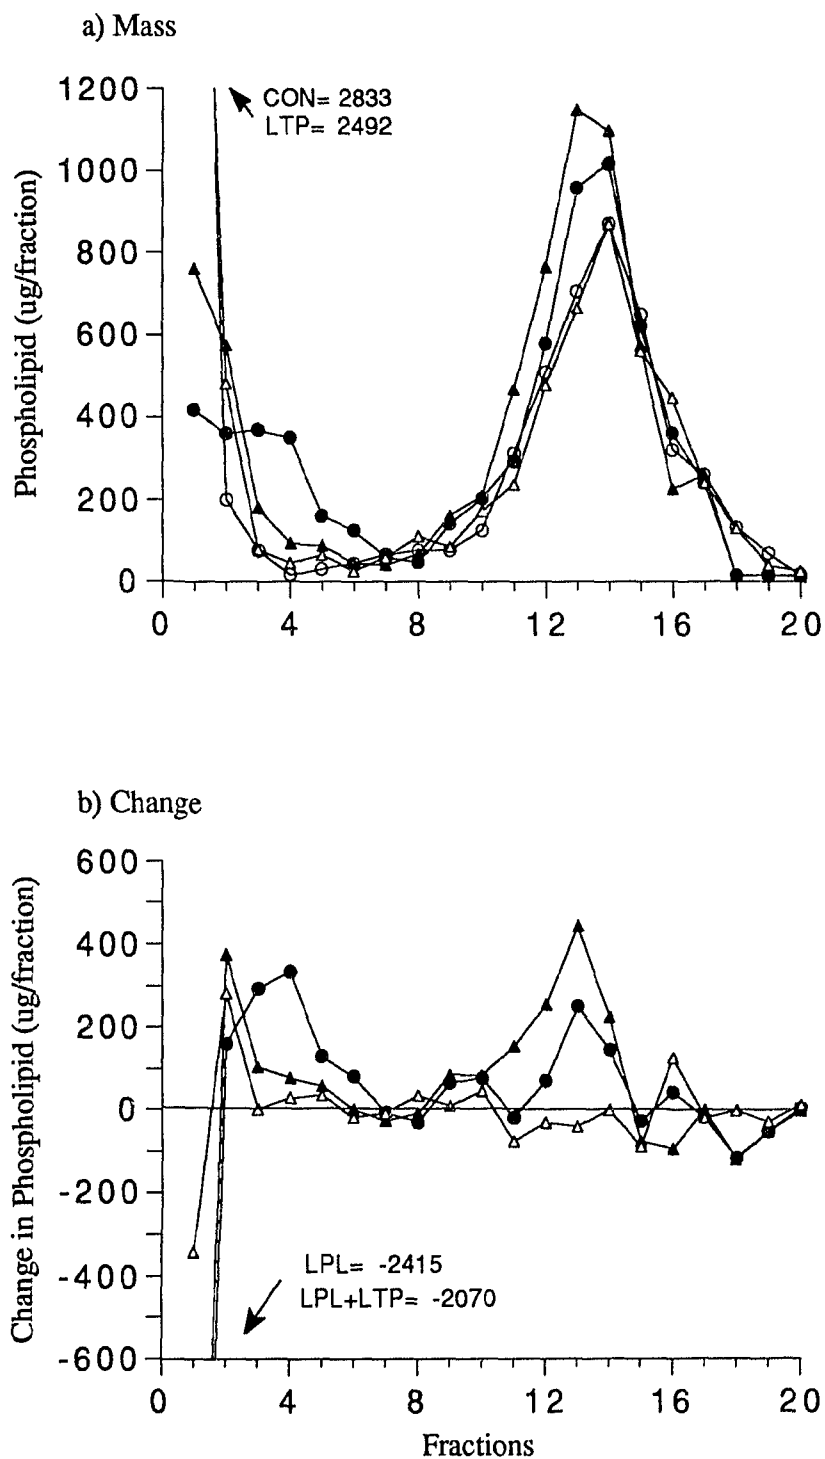 a) Mass
1200
1000
800
600
400
200
0
Phospholipid (ug/fraction)
CON= 2833
LTP= 2492
0 4 8 12 16 20
b) Change
600
400
200
0
-200
-400
-600
Change in Phospholipid (ug/fraction)
LPL= -2415
LPL+LTP= -2070
0 4 8 12 16 20
Fractions